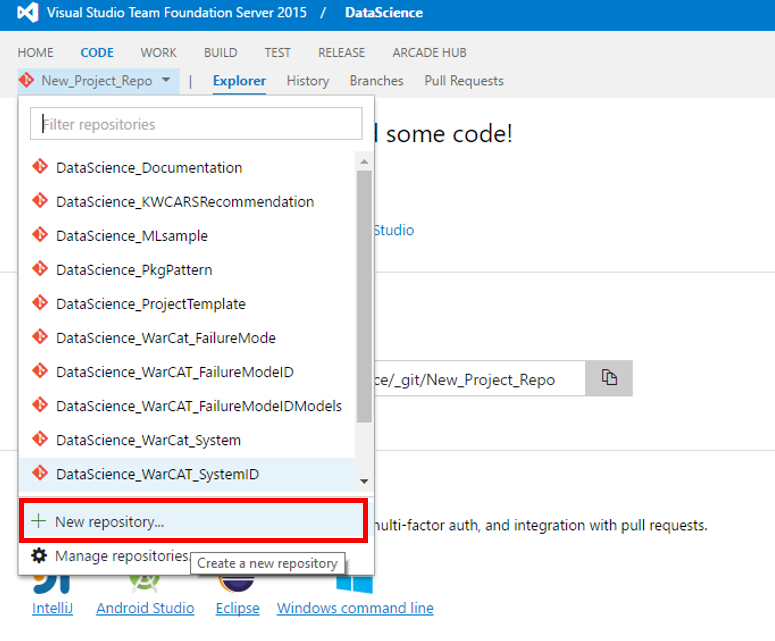 Visual Studio Team Foundation Server 2015 / DataScience
HOME CODE WORK BUILD TEST RELEASE ARCADE HUB
New_Project_Repo | Explorer History Branches Pull Requests
Filter repositories
some code!
DataScience_Documentation
DataScience_KWCARSRecommendation
DataScience_MLsample
Studio
DataScience_PkgPattern
DataScience_ProjectTemplate
DataScience_WarCat_FailureMode
DataScience_WarCAT_FailureModeID
ce/_git/New_Project_Repo
DataScience_WarCAT_FailureModeIDModels
DataScience_WarCat_System
DataScience_WarCAT_SystemID
New repository...
multi-factor auth, and integration with pull requests.
Manage repositories
Create a new repository
IntelliJ Android Studio Eclipse Windows command line